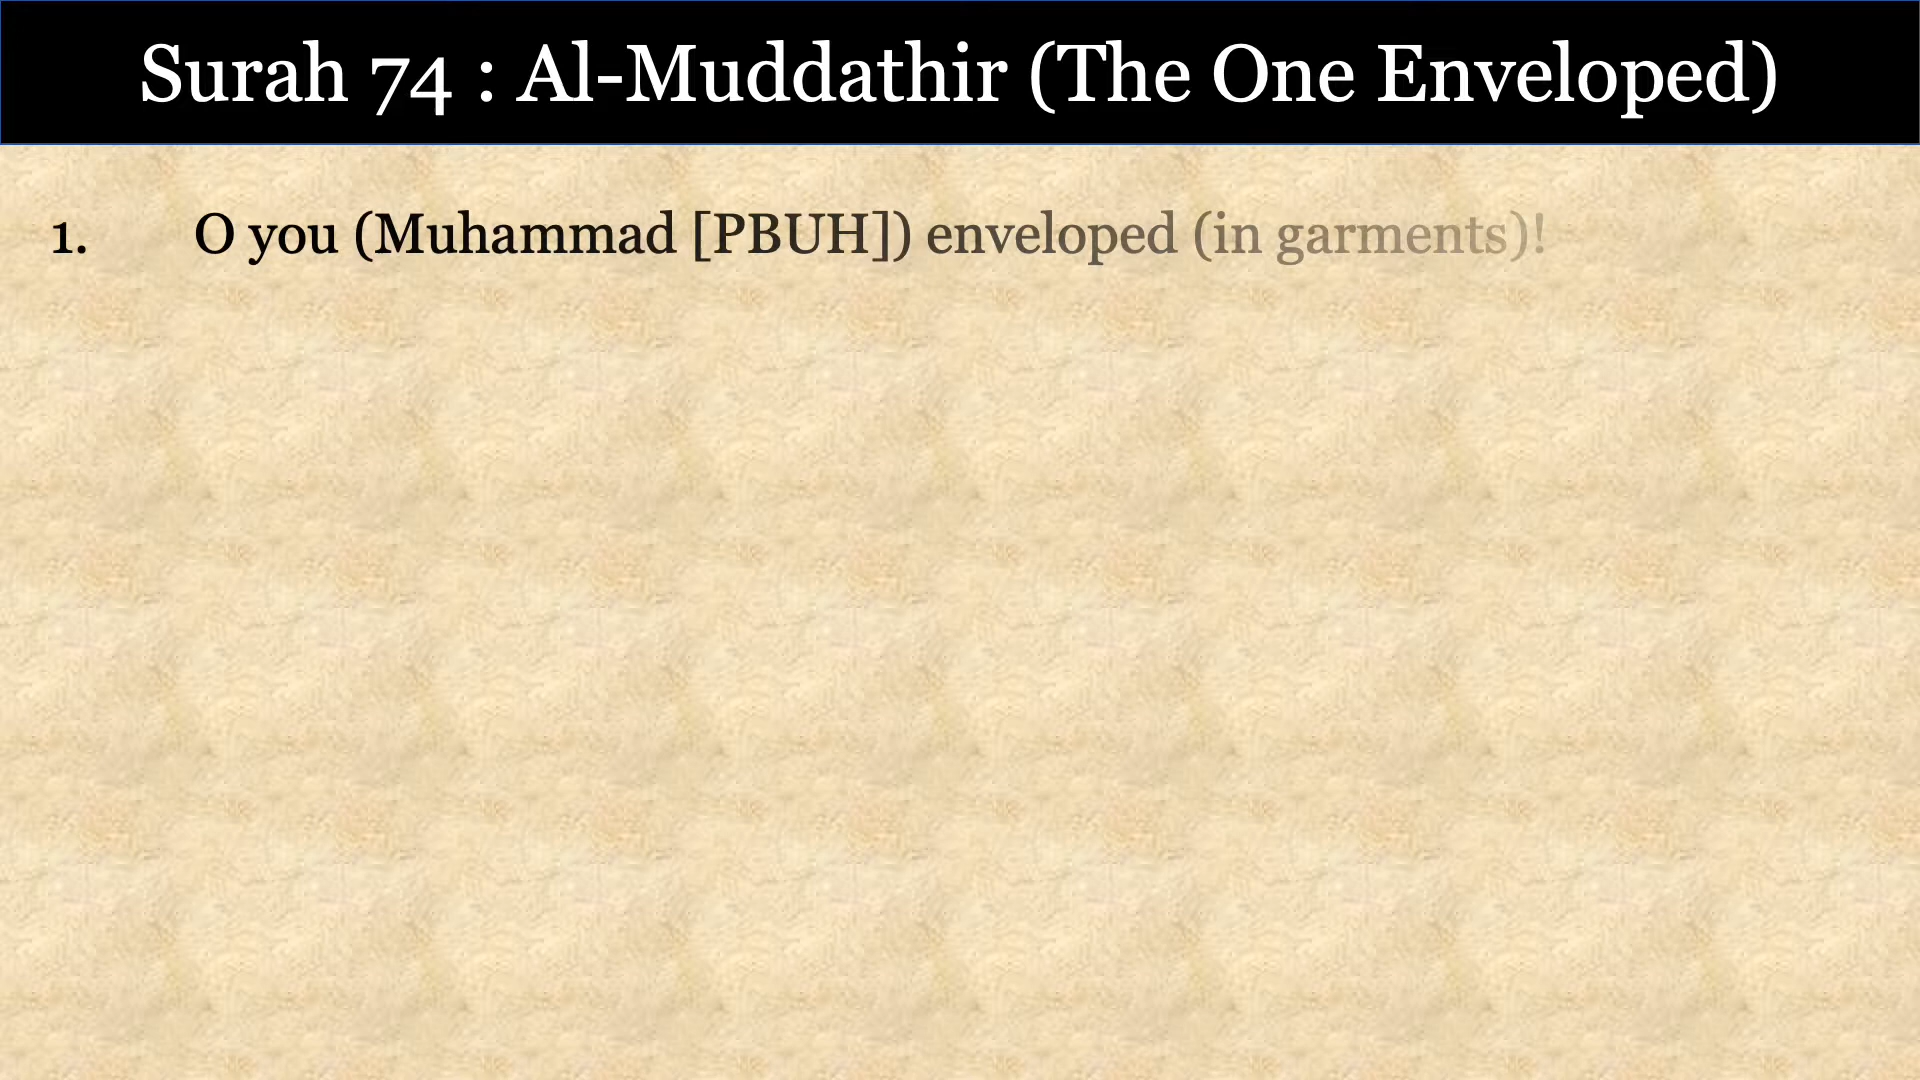 Surah 74 : Al-Muddathir (The One Enveloped)
1. O you (Muhammad [PBUH]) enveloped (in garments)!